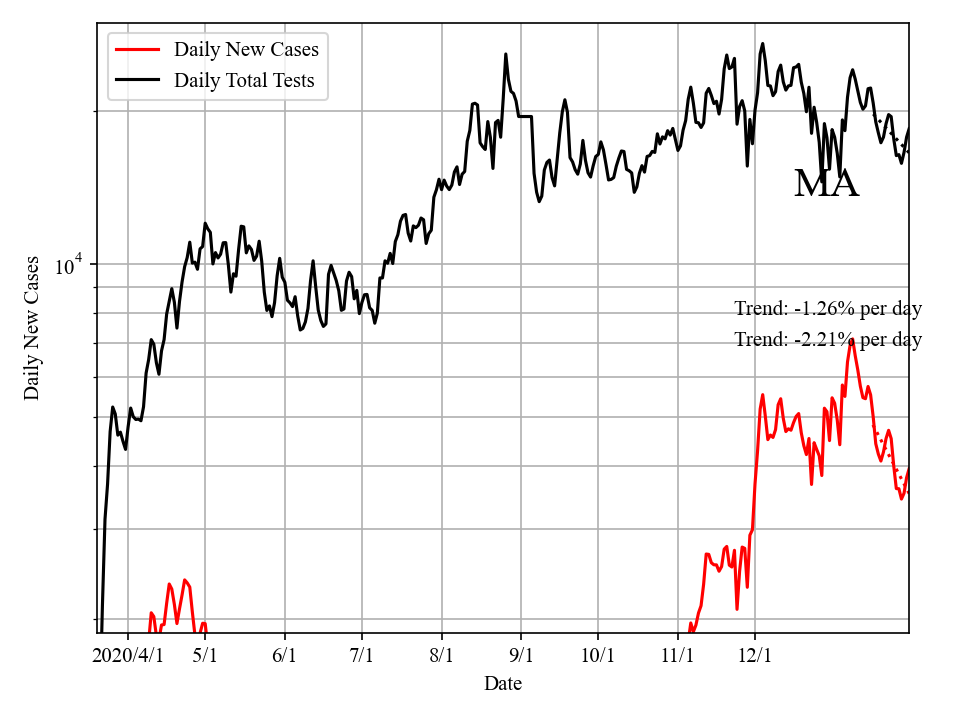 Daily New Cases
Daily Total Tests
MA
10^4
Trend: -1.26% per day
Trend: -2.21% per day
Daily New Cases
2020/4/1 5/1 6/1 7/1 8/1 9/1 10/1 11/1 12/1
Date